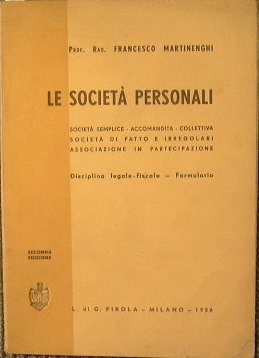 PROF. RAG. FRANCESCO MARTINENGHI
LE SOCIETÀ PERSONALI
SOCIETÀ SEMPLICE - ACCOMANDITA - COLLETTIVA
SOCIETÀ DI FATTO E IRREGOLARI
ASSOCIAZIONE IN PARTECIPAZIONE
Disciplina legale-fiscale — Formulario
SECONDA
EDIZIONE
L. di G. PIROLA - MILANO - 1956